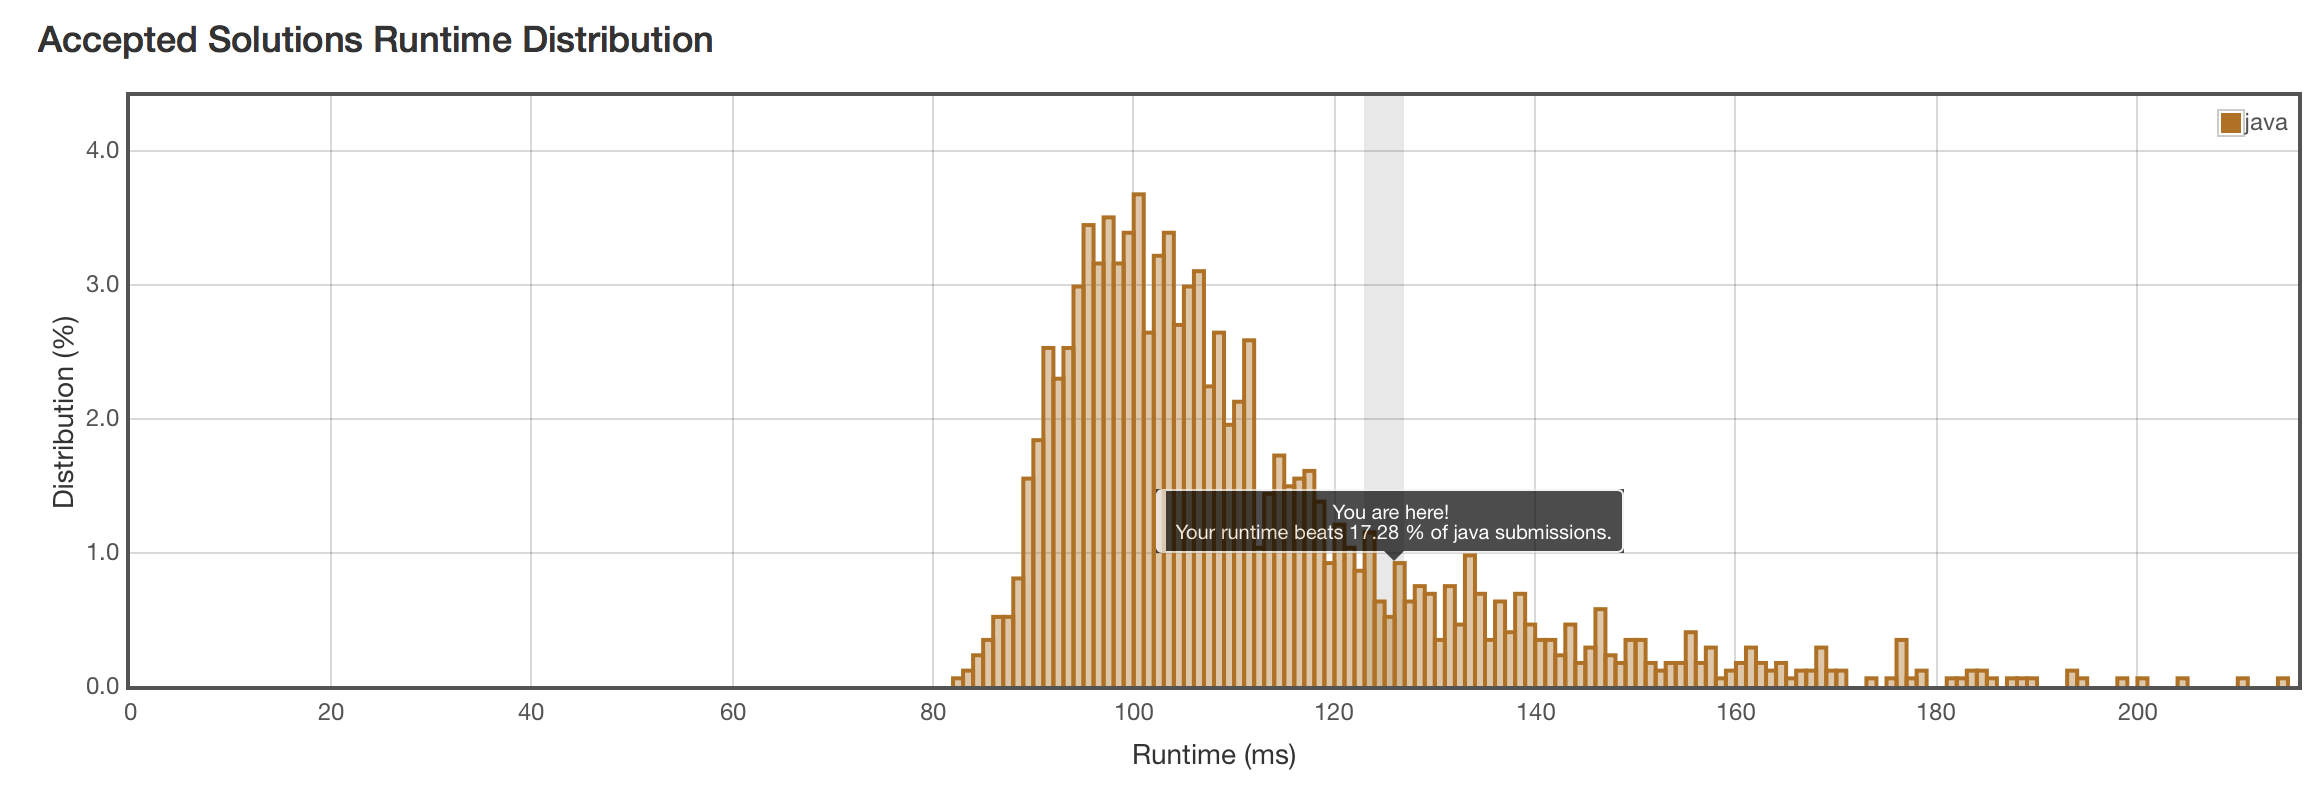 Accepted Solutions Runtime Distribution
java
4.0
3.0
2.0
1.0
0.0
Distribution (%)
You are here!
Your runtime beats 17.28 % of java submissions.
0 20 40 60 80 100 120 140 160 180 200
Runtime (ms)